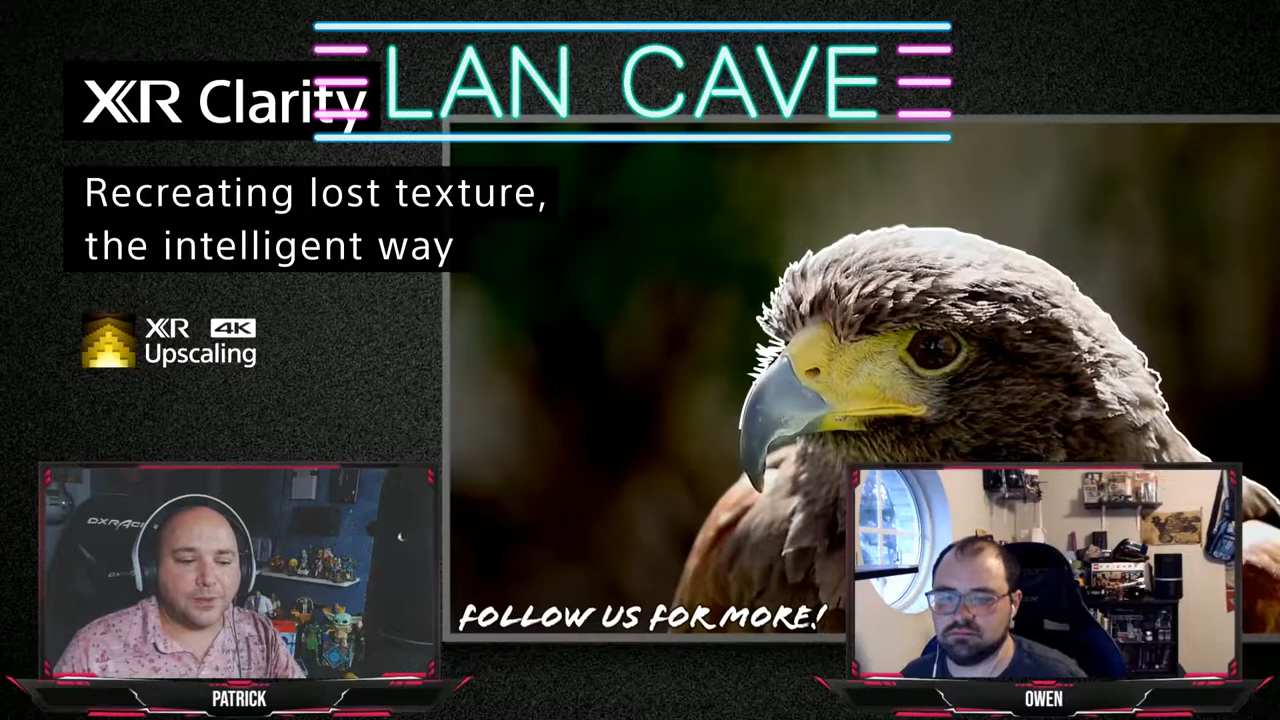 LAN CAVE
XR Clarity
Recreating lost texture,
the intelligent way
XR 4K
Upscaling
DXRACER
FOLLOW US FOR MORE!
PATRICK
OWEN